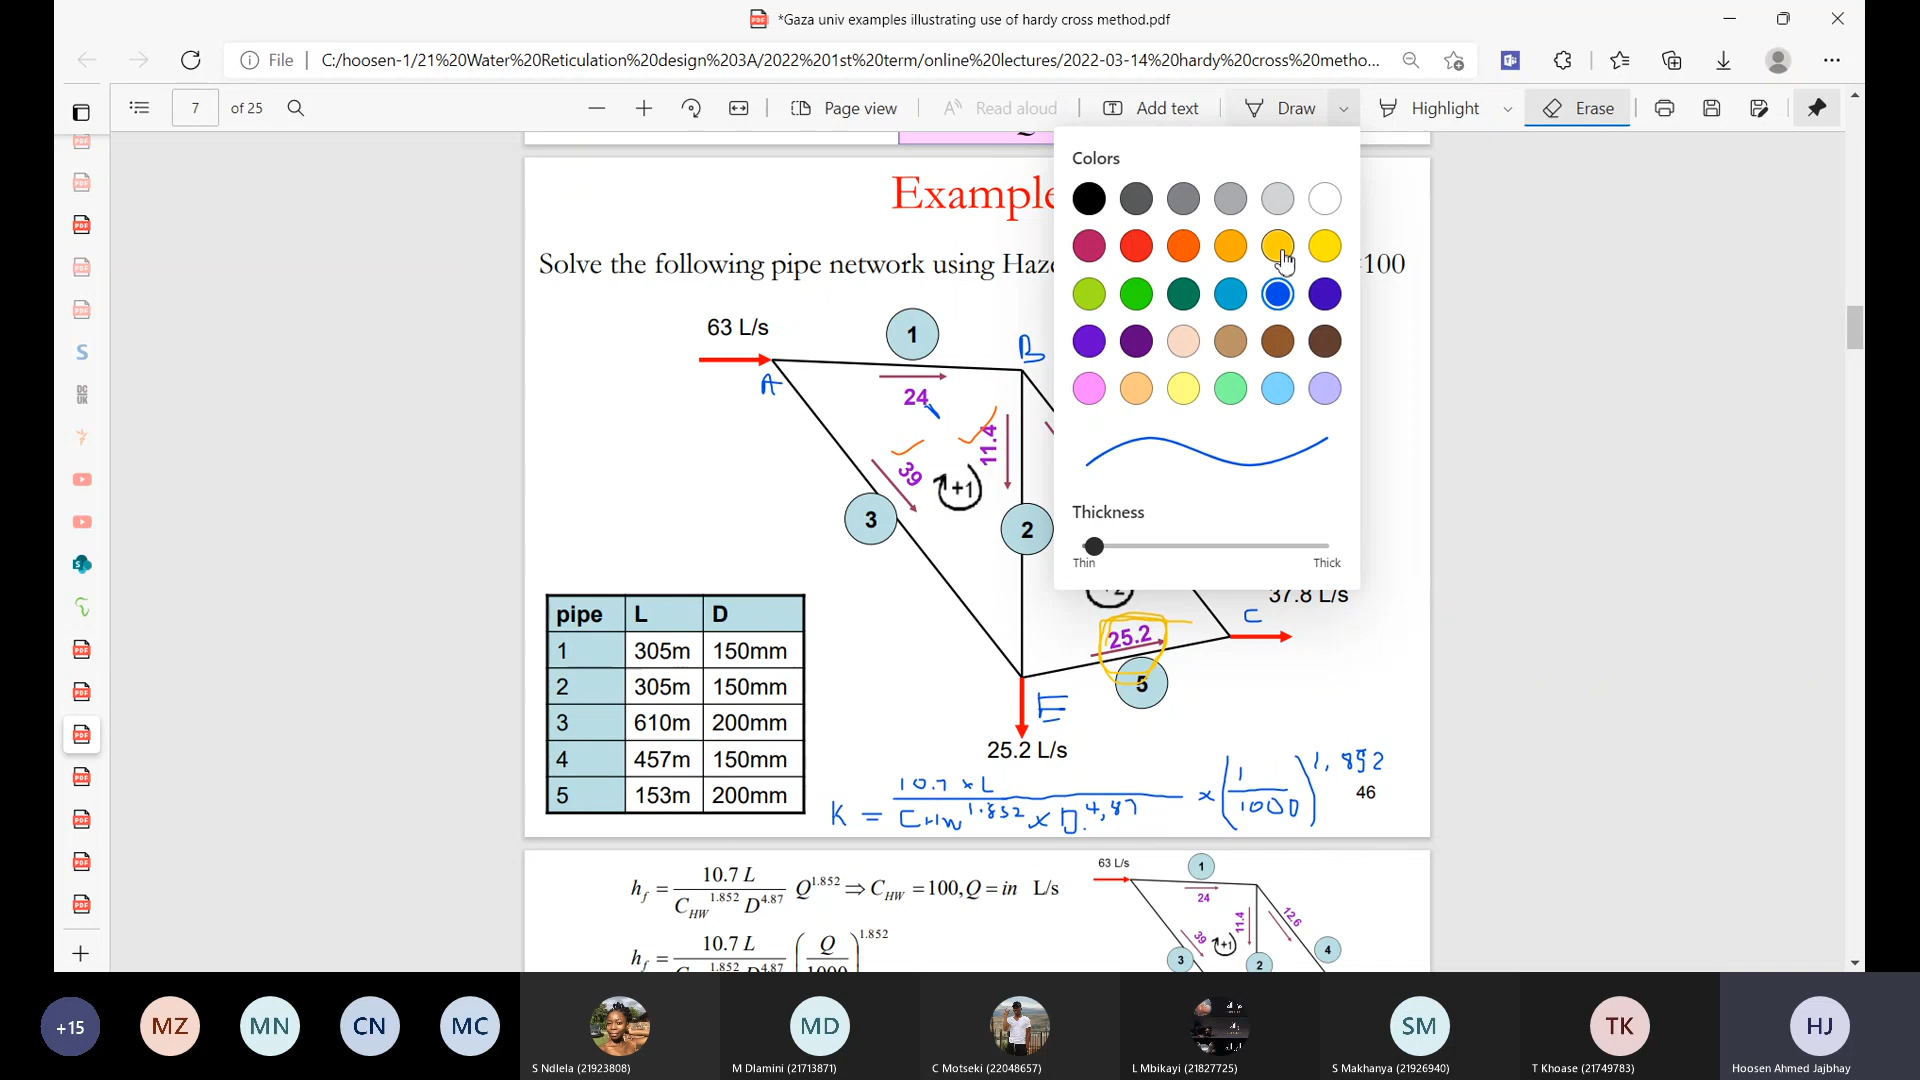 *Gaza univ examples illustrating use of hardy cross method.pdf
File
C:/hoosen-1/21%20Water%20Reticulation%20design%203A/2022%201st%20term/online%20lectures/2022-03-14%20hardy%20cross%20metho...
7 of 25
Page view
Read aloud
Add text
Draw
Highlight
Erase
Colors
Thickness
Thin
Thick
S
DC
UK
Example
Solve the following pipe network using Haz
100
63 L/s
1
A
B
24
39
11.4
+1
3
2
37.8 L/s
C
25.2
5
E
25.2 L/s
pipe L D
1 305m 150mm
2 305m 150mm
3 610m 200mm
4 457m 150mm
5 153m 200mm
K = 10.7 × L / CHW^1.852 × D^4.87 × (1/1000)^1.852
46
h_f = 10.7 L / C_HW^1.852 D^4.87 Q^1.852 ⇒ C_HW = 100, Q = in L/s
h_f = 10.7 L / C_HW^1.852 D^4.87 (Q/1000)^1.852
63 L/s
1
24
11.4
12.6
39
+1
3
2
4
+15
MZ
MN
CN
MC
MD
SM
TK
HJ
S Ndlela (21923808)
M Dlamini (21713871)
C Motseki (22048657)
L Mbikayi (21827725)
S Makhanya (21926940)
T Khoase (21749783)
Hoosen Ahmed Jajbhay